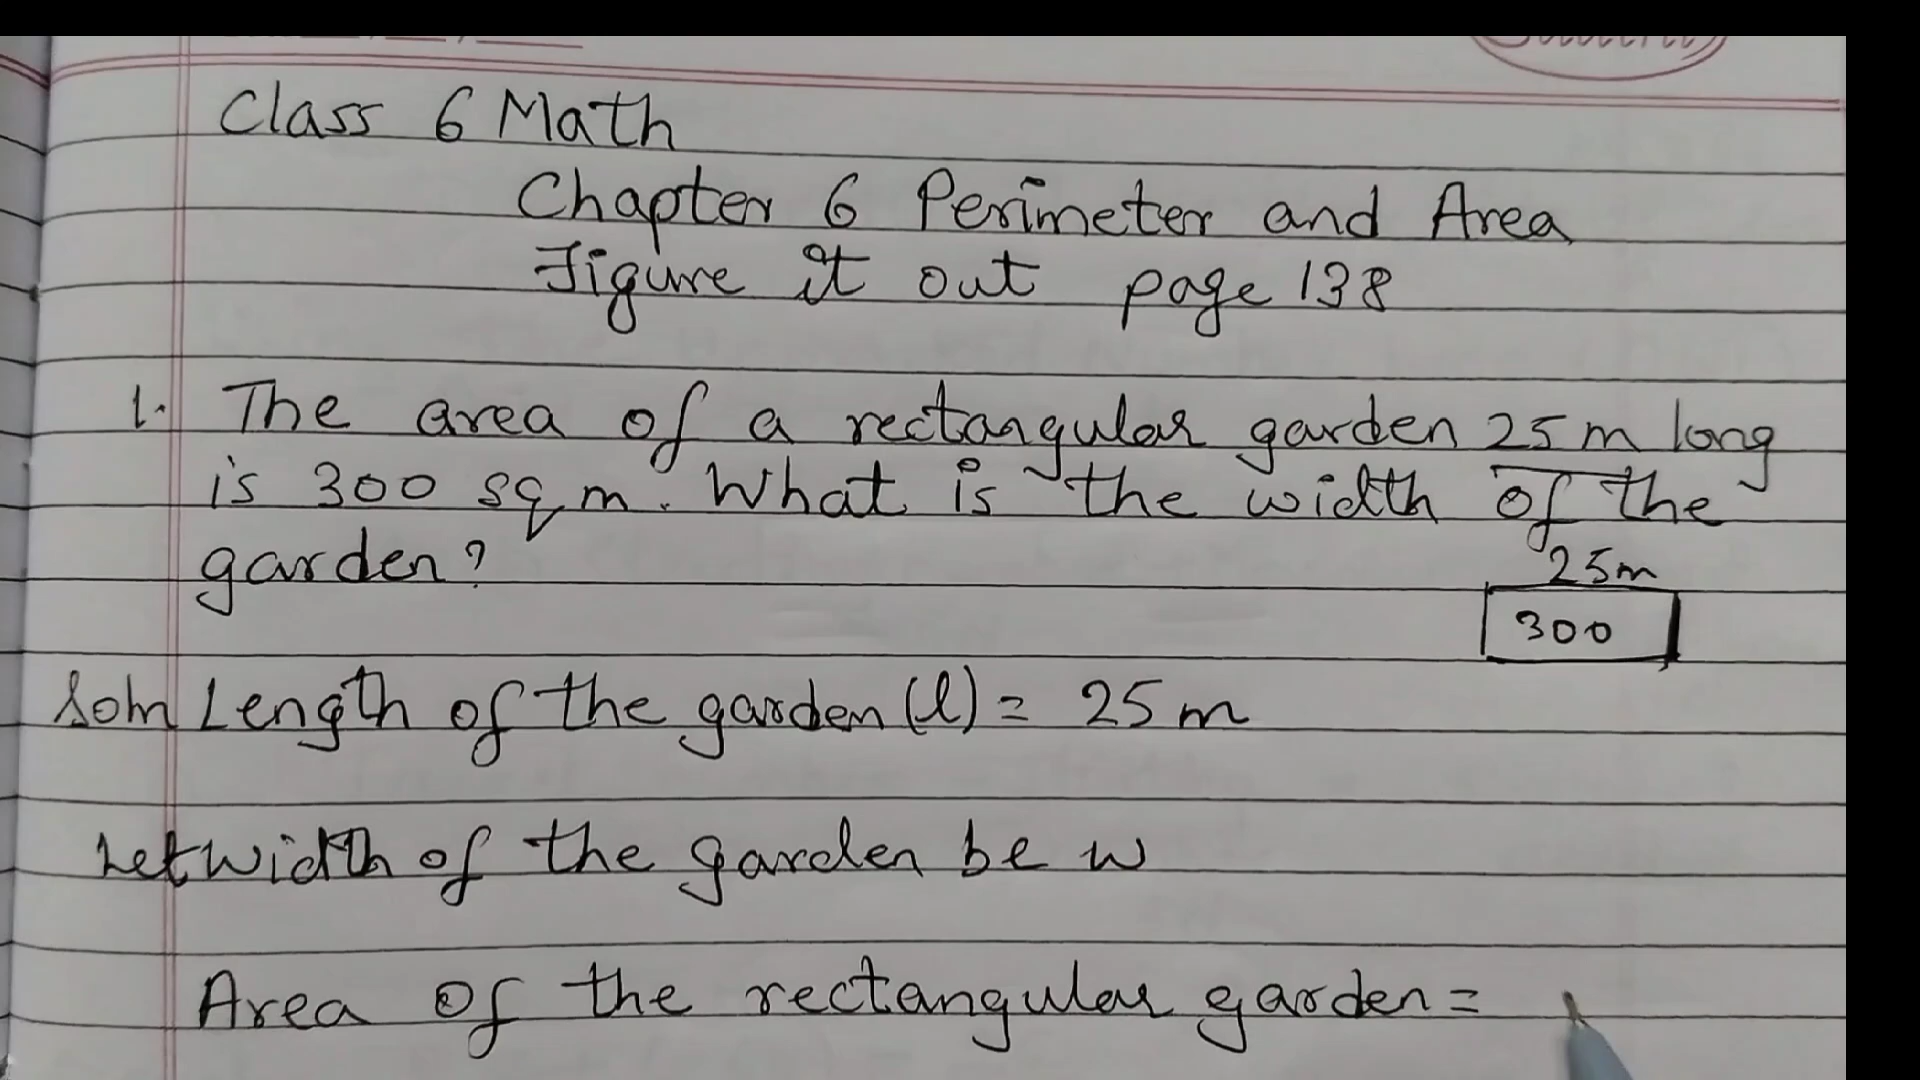 Class 6 Math
Chapter 6 Perimeter and Area
Figure it out page 138
1. The area of a rectangular garden 25 m long
is 300 sq m. What is the width of the
garden?
25m
300
Soln Length of the garden (l) = 25 m
Let width of the garden be w
Area of the rectangular garden =